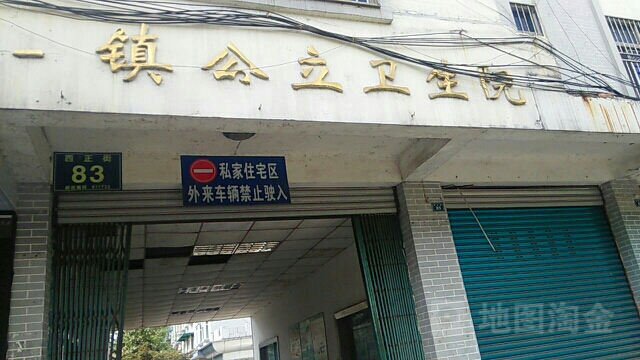 一镇公立卫生院
西正街
83
私家住宅区
外来车辆禁止驶入
地图淘金